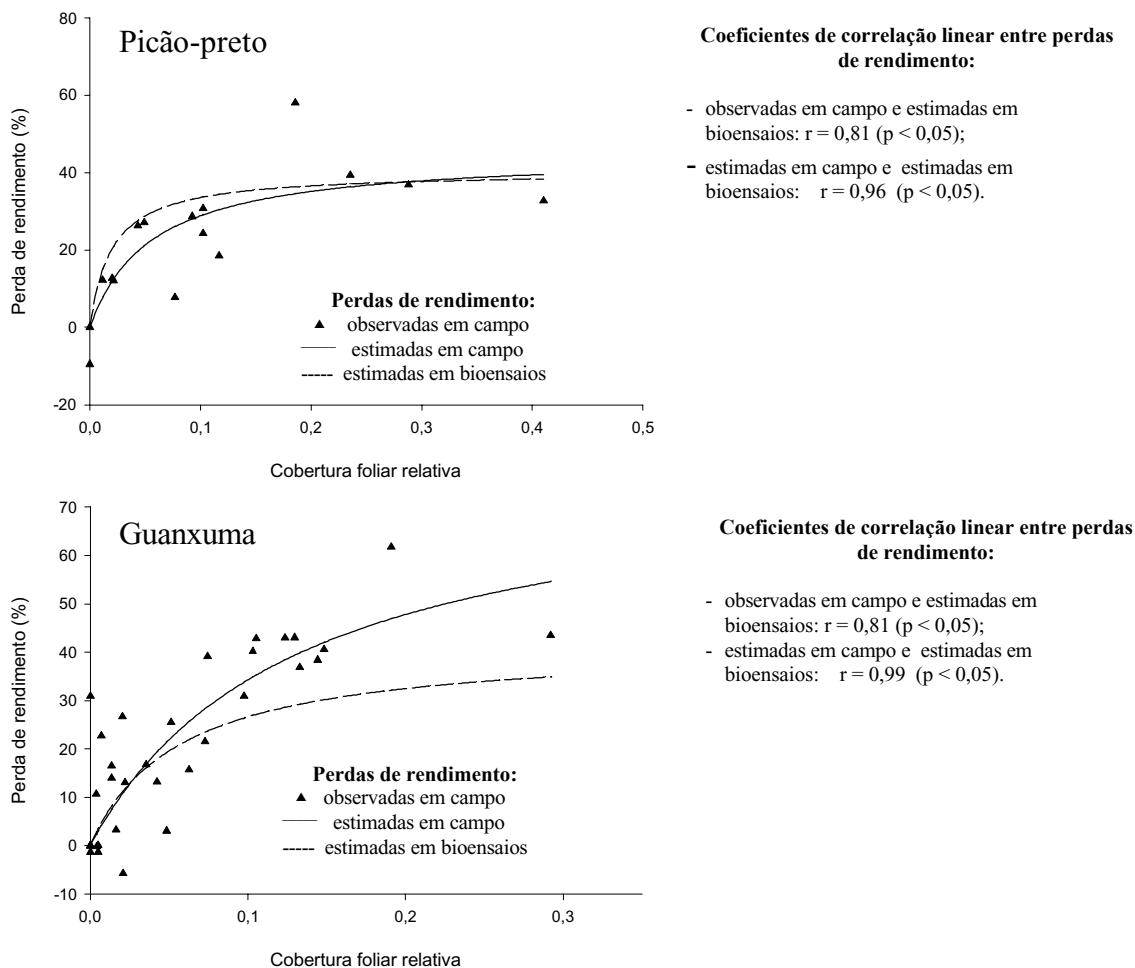 Picão-preto
Perda de rendimento (%)
80
60
40
20
0
-20
Perdas de rendimento:
observadas em campo
estimadas em campo
estimadas em bioensaios
0,0 0,1 0,2 0,3 0,4 0,5
Cobertura foliar relativa
Coeficientes de correlação linear entre perdas
de rendimento:
- observadas em campo e estimadas em
bioensaios: r = 0,81 (p < 0,05);
- estimadas em campo e estimadas em
bioensaios: r = 0,96 (p < 0,05).
Guanxuma
Perda de rendimento (%)
70
60
50
40
30
20
10
0
-10
Perdas de rendimento:
observadas em campo
estimadas em campo
estimadas em bioensaios
0,0 0,1 0,2 0,3
Cobertura foliar relativa
Coeficientes de correlação linear entre perdas
de rendimento:
- observadas em campo e estimadas em
bioensaios: r = 0,81 (p < 0,05);
- estimadas em campo e estimadas em
bioensaios: r = 0,99 (p < 0,05).